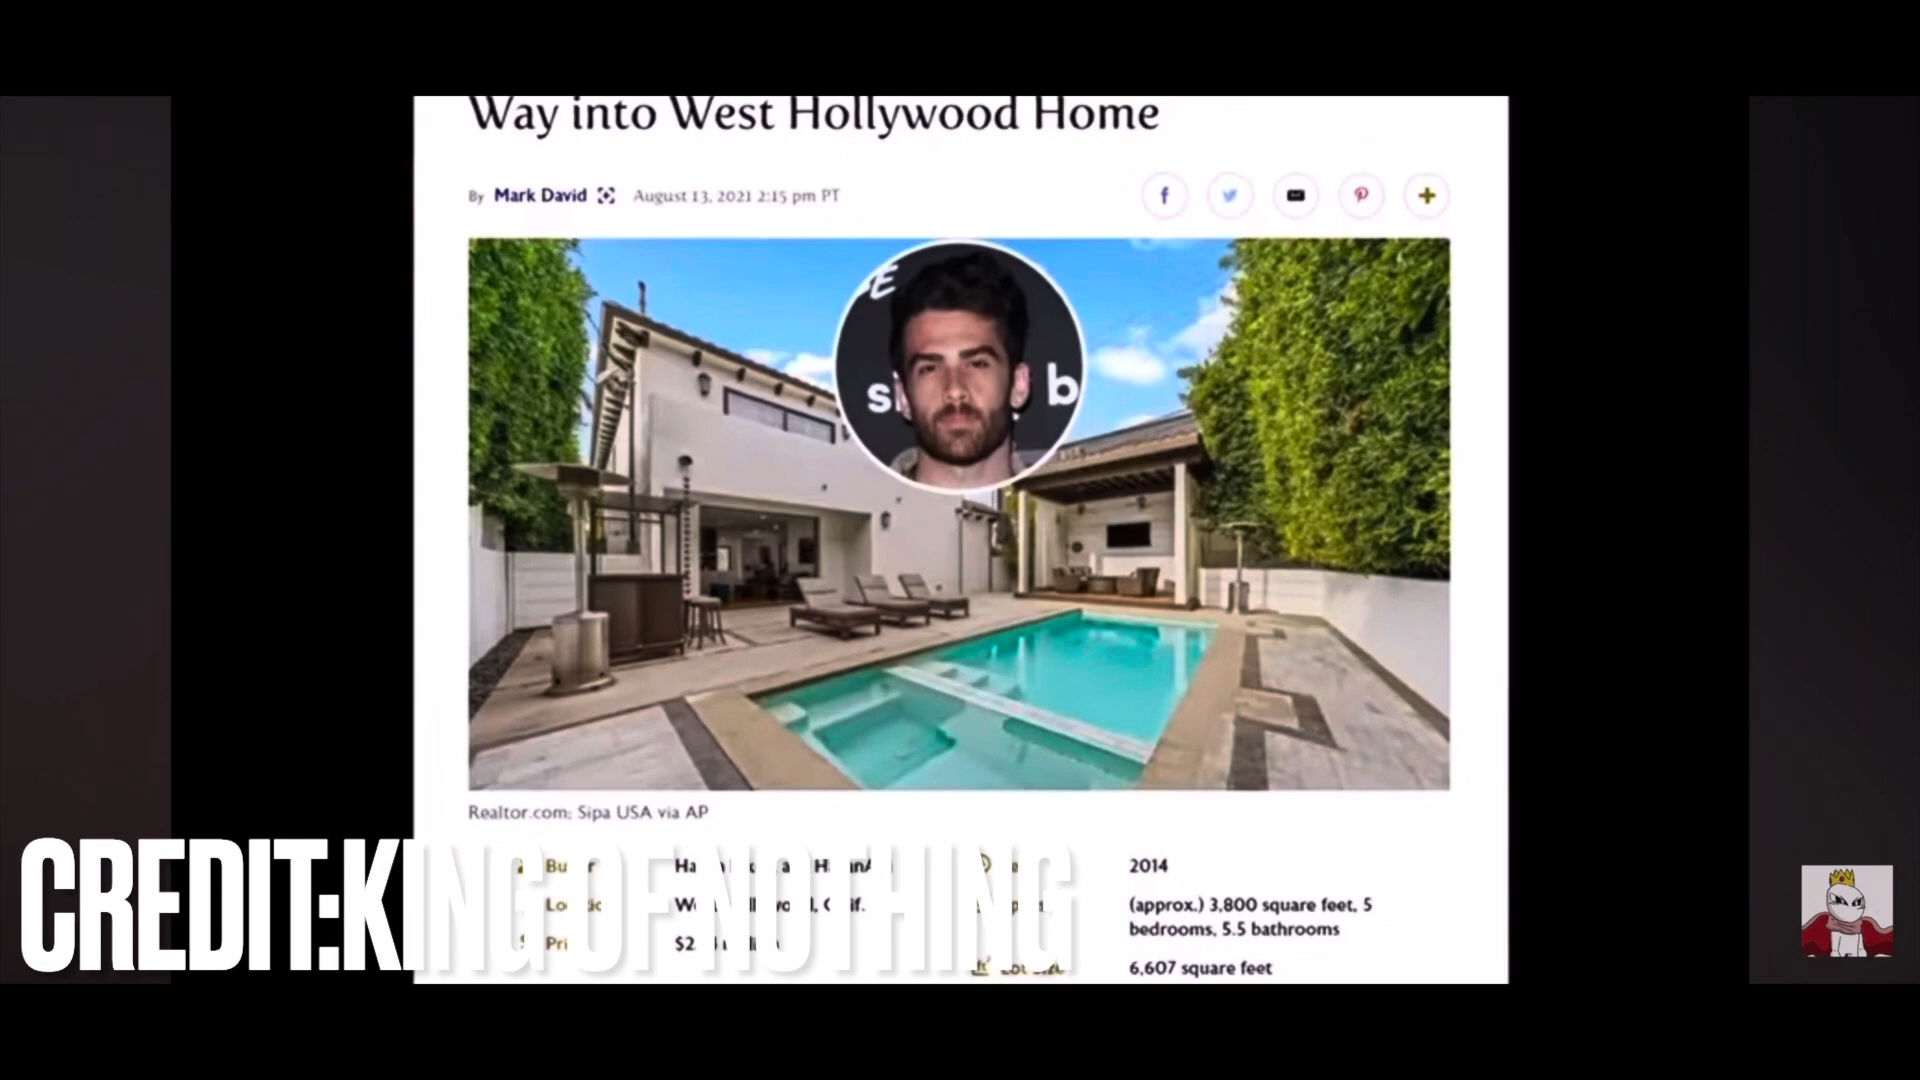 Way into West Hollywood Home
By Mark David August 13, 2021 2:15 pm PT
E
b
Realtor.com; Sipa USA via AP
CREDIT:KING OF NOTHING
2014
(approx.) 3,800 square feet, 5
bedrooms, 5.5 bathrooms
6,607 square feet